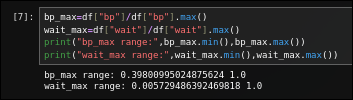 [7]: bp_max=df["bp"]/df["bp"].max()
wait_max=df["wait"]/df["wait"].max()
print("bp_max range:",bp_max.min(),bp_max.max())
print("wait_max range:",wait_max.min(),wait_max.max())
bp_max range: 0.39800995024875624 1.0
wait_max range: 0.005729486392469818 1.0